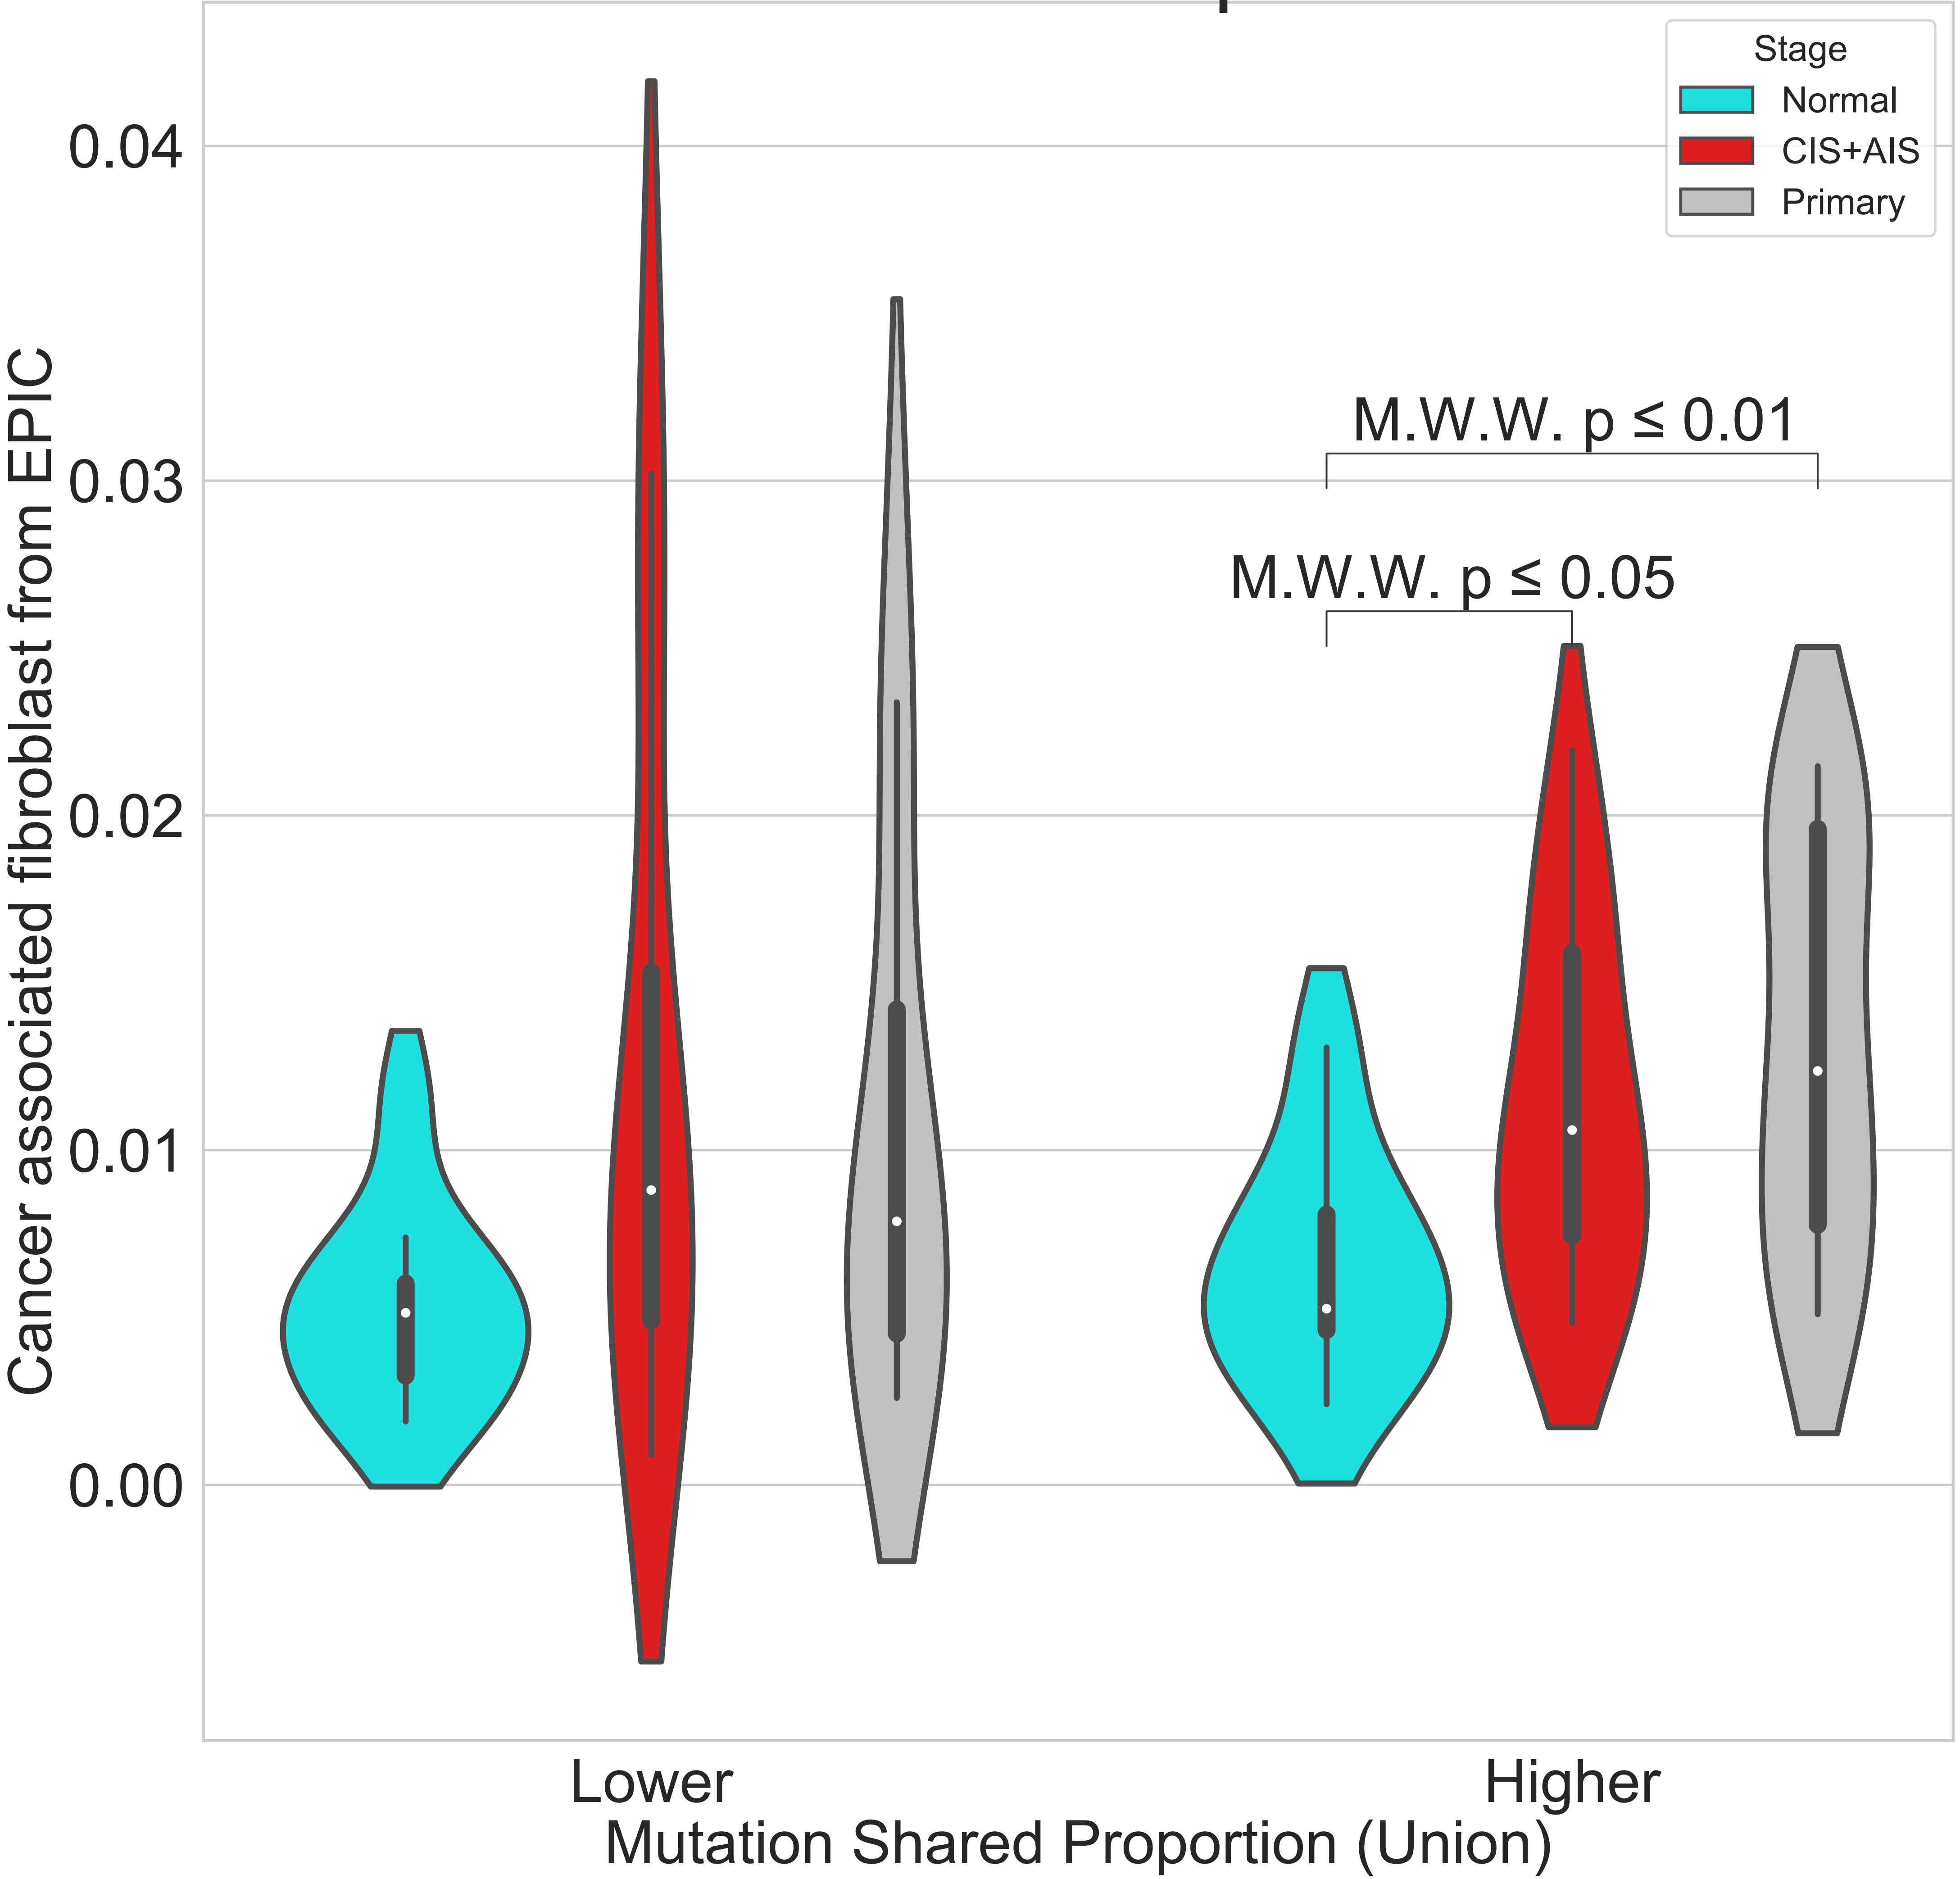 Stage
Normal
CIS+AIS
Primary
0.04
0.03
0.02
0.01
0.00
Cancer associated fibroblast from EPIC
M.W.W. p ≤ 0.01
M.W.W. p ≤ 0.05
Lower
Higher
Mutation Shared Proportion (Union)